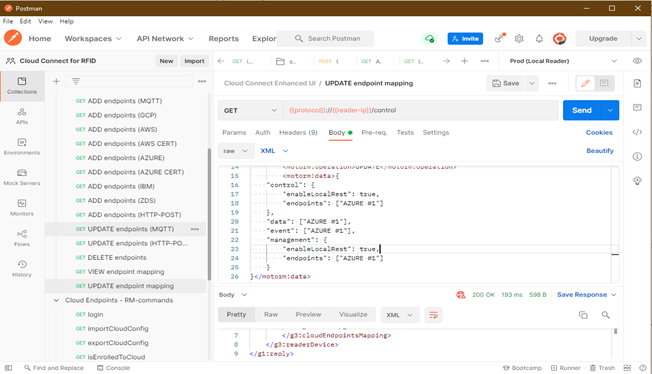 Postman
File Edit View Help
Home Workspaces API Network Reports Explor Search Postman Invite Upgrade
Cloud Connect for RFID New Import Prod (Local Reader)
Collections
APIs
Environments
Mock Servers
Monitors
Flows
History
GET ADD endpoints (MQTT)
GET ADD endpoints (GCP)
GET ADD endpoints (AWS)
GET ADD endpoints (AWS CERT)
GET ADD endpoints (AZURE)
GET ADD endpoints (AZURE CERT)
GET ADD endpoints (IBM)
GET ADD endpoints (ZDS)
GET ADD endpoints (HTTP-POST)
GET UPDATE endpoints (MQTT)
GET UPDATE endpoints (HTTP-PO...
GET DELETE endpoints
GET VIEW endpoint mapping
GET UPDATE endpoint mapping
Cloud Endpoints - RM-commands
GET login
GET importCloudConfig
GET exportCloudConfig
GET isEnrolledToCloud
Cloud Connect Enhanced UI / UPDATE endpoint mapping Save
GET {{protocol}}://{{reader-ip}}/control Send
Params Auth Headers (9) Body Pre-req. Tests Settings Cookies
raw XML Beautify
14 <motorm:operation>UPDATE</motorm:operation>
15 <motorm:data>{
16 "control": {
17 "enableLocalRest": true,
18 "endpoints": ["AZURE #1"]
19 },
20 "data": ["AZURE #1"],
21 "event": ["AZURE #1"],
22 "management": {
23 "enableLocalRest": true,
24 "endpoints": ["AZURE #1"]
25 }
26 }</motorm:data>
Body 200 OK 193 ms 598 B Save Response
Pretty Raw Preview Visualize XML
7 </g3:cloudEndpointsMapping>
8 </g3:readerDevice>
9 </g1:reply>
Find and Replace Console Bootcamp Runner Trash